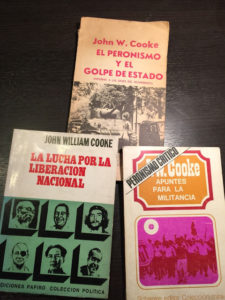 John W. Cooke
EL PERONISMO
Y EL
GOLPE DE ESTADO
JOHN WILLIAM COOKE
LA LUCHA POR LA
LIBERACION
NACIONAL
EDICIONES PAPIRO COLECCION POLITICA
PERONISMO CRITICO
J.W. Cooke
APUNTES
PARA LA
MILITANCIA